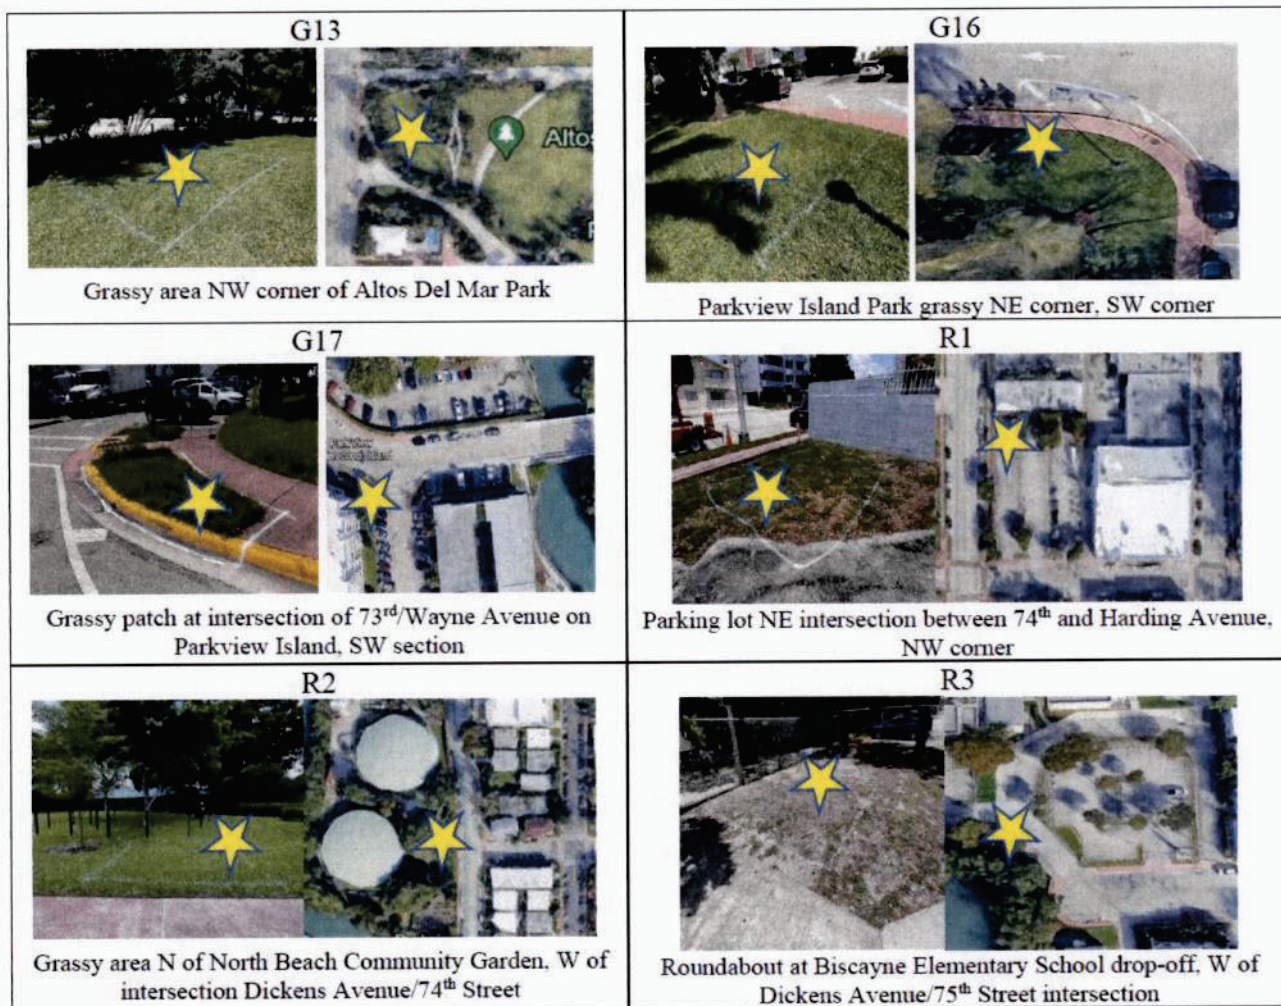 G13
Altos
P
Grassy area NW corner of Altos Del Mar Park
G16
Parkview Island Park grassy NE corner, SW corner
G17
Grassy patch at intersection of 73rd/Wayne Avenue on
Parkview Island, SW section
R1
Parking lot NE intersection between 74th and Harding Avenue,
NW corner
R2
Grassy area N of North Beach Community Garden, W of
intersection Dickens Avenue/74th Street
R3
Roundabout at Biscayne Elementary School drop-off, W of
Dickens Avenue/75th Street intersection